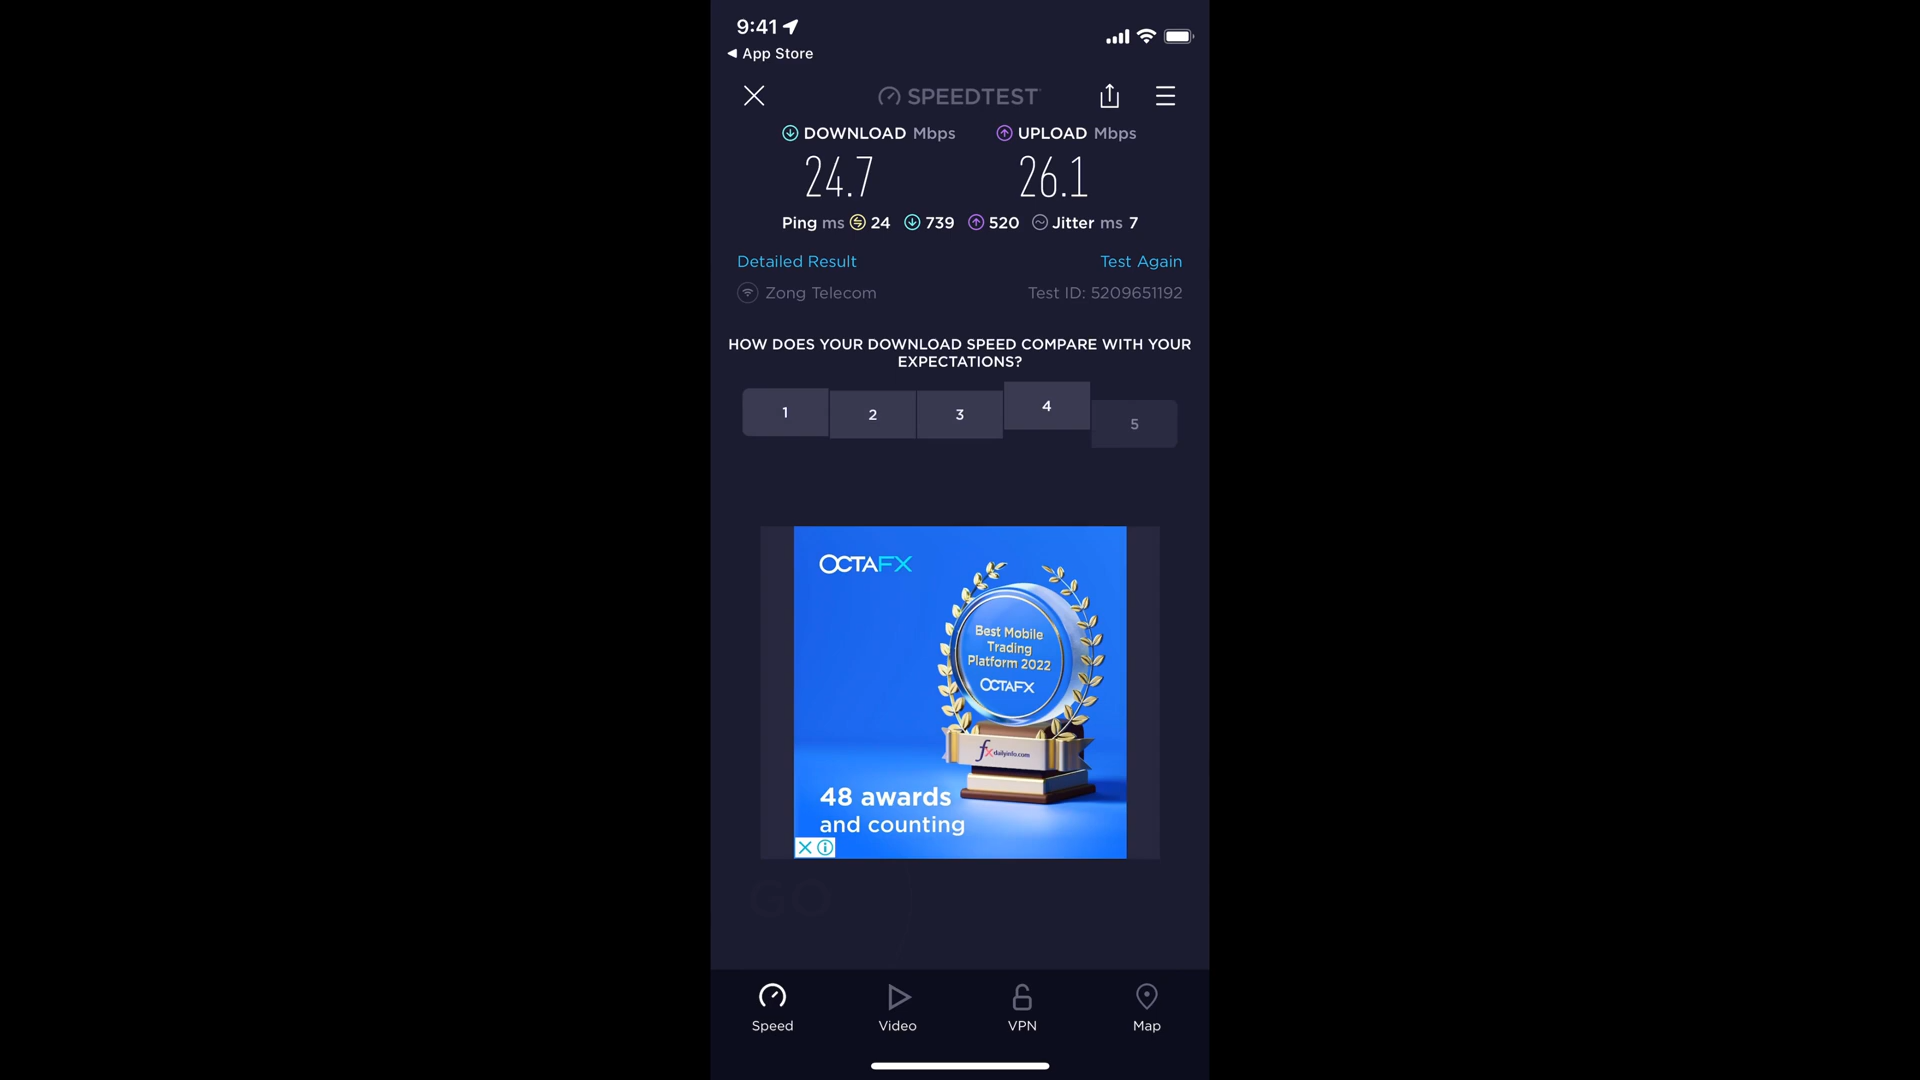 9:41
App Store
SPEEDTEST
DOWNLOAD Mbps
24.7
UPLOAD Mbps
26.1
Ping ms 24 739 520 Jitter ms 7
Detailed Result
Test Again
Zong Telecom
Test ID: 5209651192
HOW DOES YOUR DOWNLOAD SPEED COMPARE WITH YOUR
EXPECTATIONS?
1 2 3 4 5
OCTAFX
Best Mobile
Trading
Platform 2022
OCTAFX
fxdailyinfo.com
48 awards
and counting
GO
Speed Video VPN Map